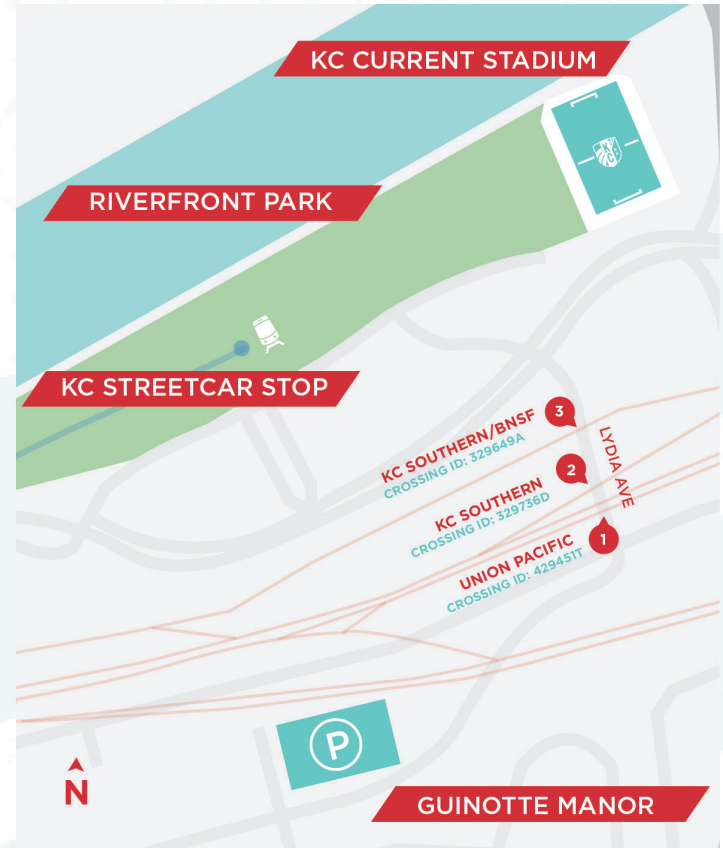 KC CURRENT STADIUM
KC
RIVERFRONT PARK
KC STREETCAR STOP
3
KC SOUTHERN/BNSF
CROSSING ID: 329649A
LYDIA AVE
2
KC SOUTHERN
CROSSING ID: 329736D
1
UNION PACIFIC
CROSSING ID: 429451T
P
N
GUINOTTE MANOR